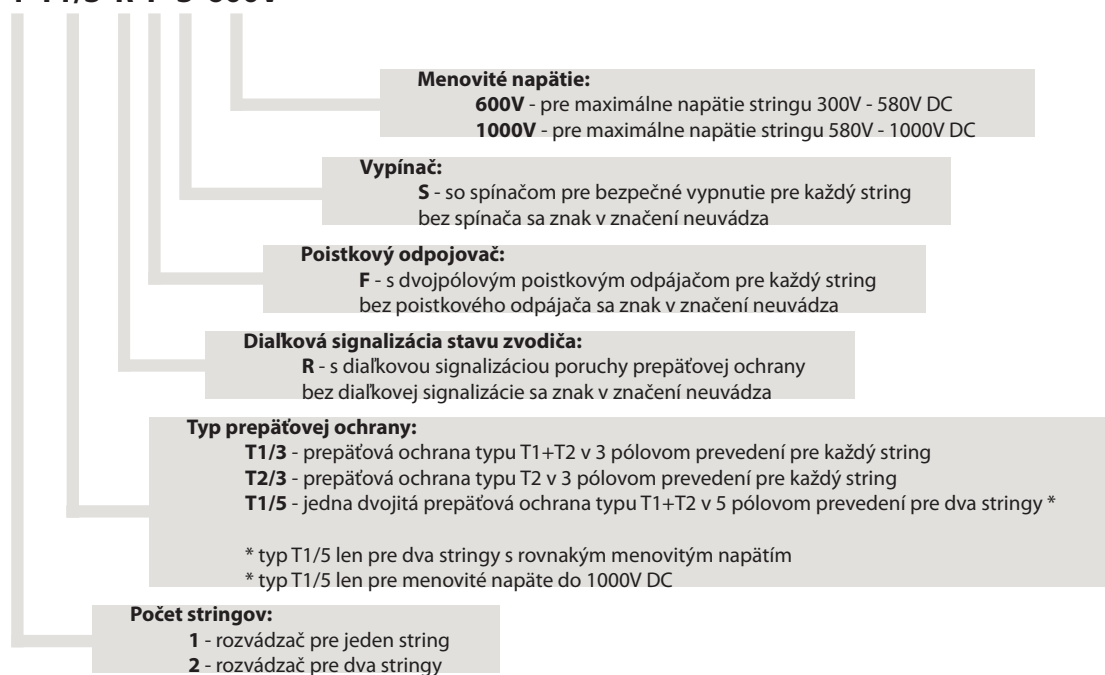 Menovité napätie:
600V - pre maximálne napätie stringu 300V - 580V DC
1000V - pre maximálne napätie stringu 580V - 1000V DC
Vypínač:
S - so spínačom pre bezpečné vypnutie pre každý string
bez spínača sa znak v značení neuvádza
Poistkový odpojovač:
F - s dvojpólovým poistkovým odpájačom pre každý string
bez poistkového odpájača sa znak v značení neuvádza
Diaľková signalizácia stavu zvodiča:
R - s diaľkovou signalizáciou poruchy prepäťovej ochrany
bez diaľkovej signalizácie sa znak v značení neuvádza
Typ prepäťovej ochrany:
T1/3 - prepäťová ochrana typu T1+T2 v 3 pólovom prevedení pre každý string
T2/3 - prepäťová ochrana typu T2 v 3 pólovom prevedení pre každý string
T1/5 - jedna dvojitá prepäťová ochrana typu T1+T2 v 5 pólovom prevedení pre dva stringy *
* typ T1/5 len pre dva stringy s rovnakým menovitým napätím
* typ T1/5 len pre menovité napäte do 1000V DC
Počet stringov:
1 - rozvádzač pre jeden string
2 - rozvádzač pre dva stringy